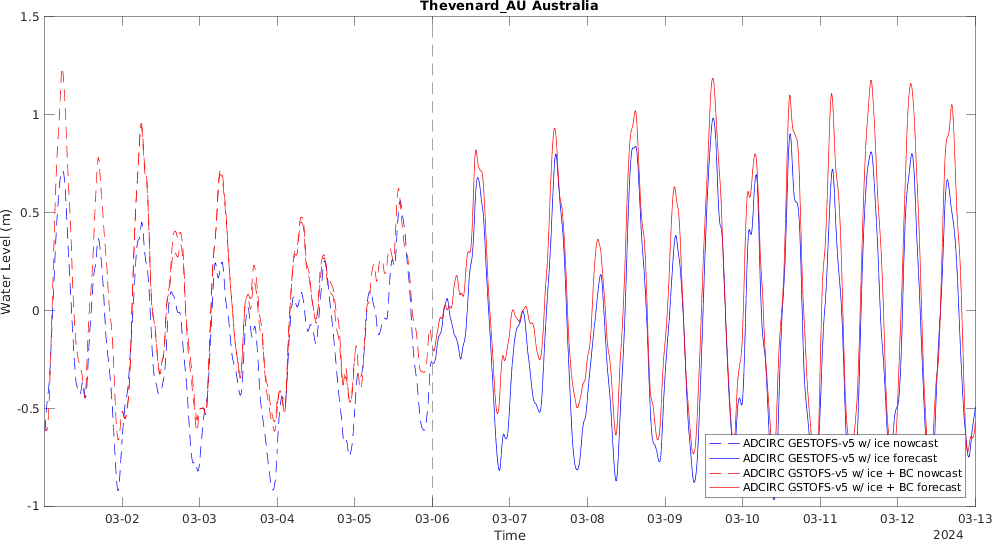 Thevenard_AU Australia
1.5
1
0.5
0
-0.5
-1
Water Level (m)
03-02 03-03 03-04 03-05 03-06 03-07 03-08 03-09 03-10 03-11 03-12 03-13
Time
2024
ADCIRC GESTOFS-v5 w/ ice nowcast
ADCIRC GESTOFS-v5 w/ ice forecast
ADCIRC GSTOFS-v5 w/ ice + BC nowcast
ADCIRC GSTOFS-v5 w/ ice + BC forecast